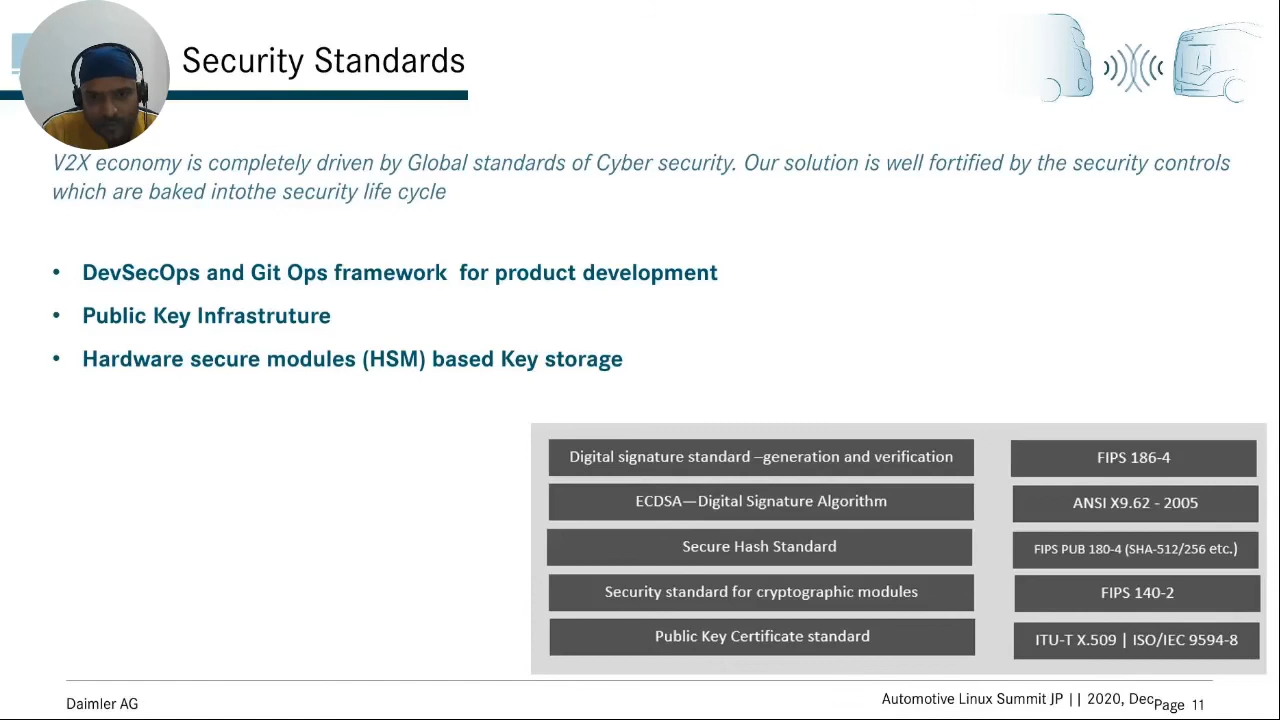 Security Standards
V2X economy is completely driven by Global standards of Cyber security. Our solution is well fortified by the security controls
which are baked intothe security life cycle
• DevSecOps and Git Ops framework for product development
• Public Key Infrastruture
• Hardware secure modules (HSM) based Key storage
Digital signature standard –generation and verification
FIPS 186-4
ECDSA—Digital Signature Algorithm
ANSI X9.62 - 2005
Secure Hash Standard
FIPS PUB 180-4 (SHA-512/256 etc.)
Security standard for cryptographic modules
FIPS 140-2
Public Key Certificate standard
ITU-T X.509 | ISO/IEC 9594-8
Daimler AG
Automotive Linux Summit JP || 2020, Dec
Page 11